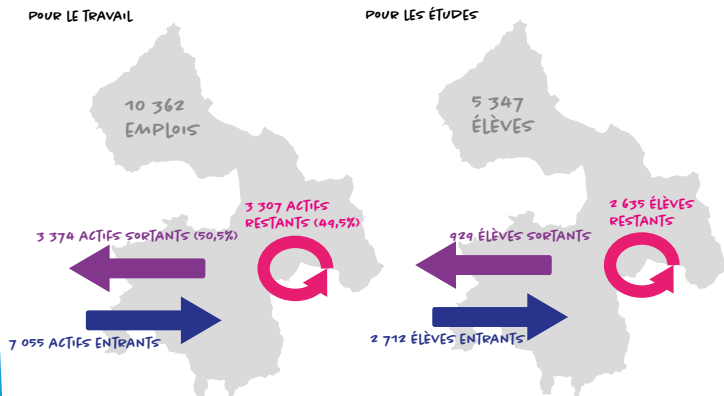 POUR LE TRAVAIL
10 362
EMPLOIS
3 307 ACTIFS
RESTANTS (49,5%)
3 374 ACTIFS SORTANTS (50,5%)
7 055 ACTIFS ENTRANTS
POUR LES ÉTUDES
5 347
ÉLÈVES
2 635 ÉLÈVES
RESTANTS
929 ÉLÈVES SORTANTS
2 712 ÉLÈVES ENTRANTS